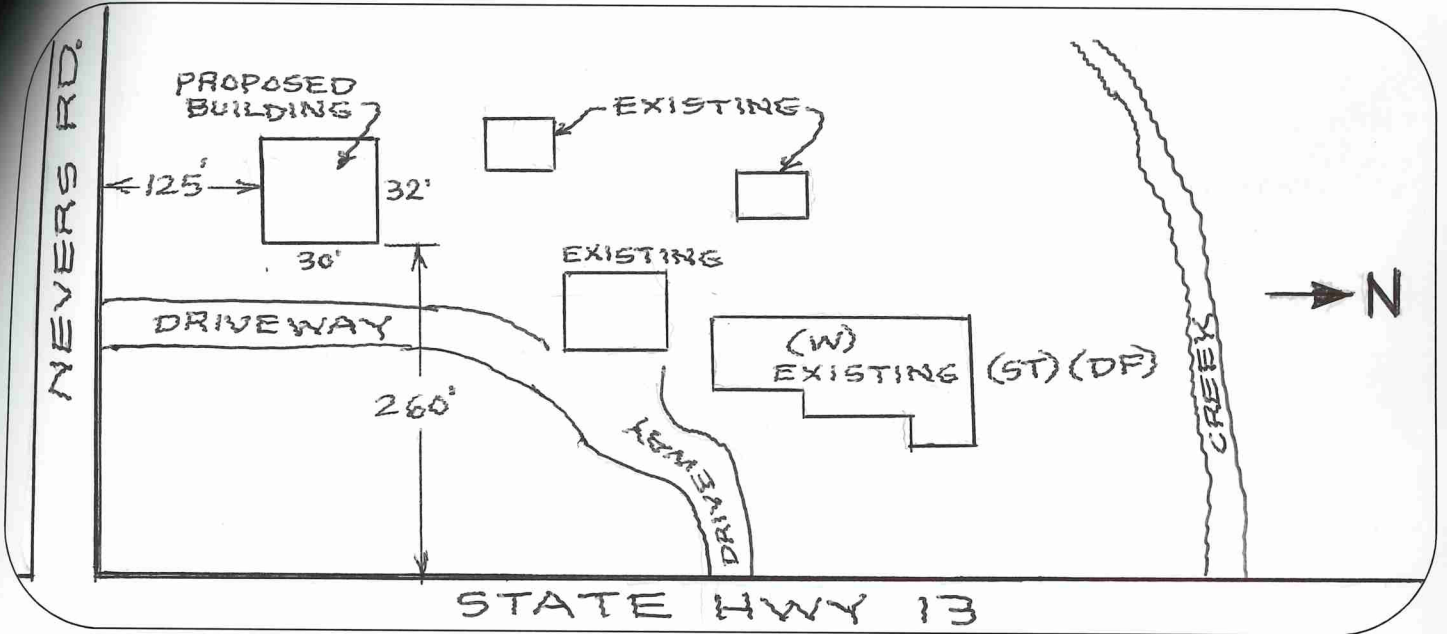 NEVERS RD.
PROPOSED
BUILDING
EXISTING
125'
32'
30'
EXISTING
N
DRIVEWAY
(W)
EXISTING
(ST) (DF)
260'
CREEK
DRIVEWAY
STATE HWY 13